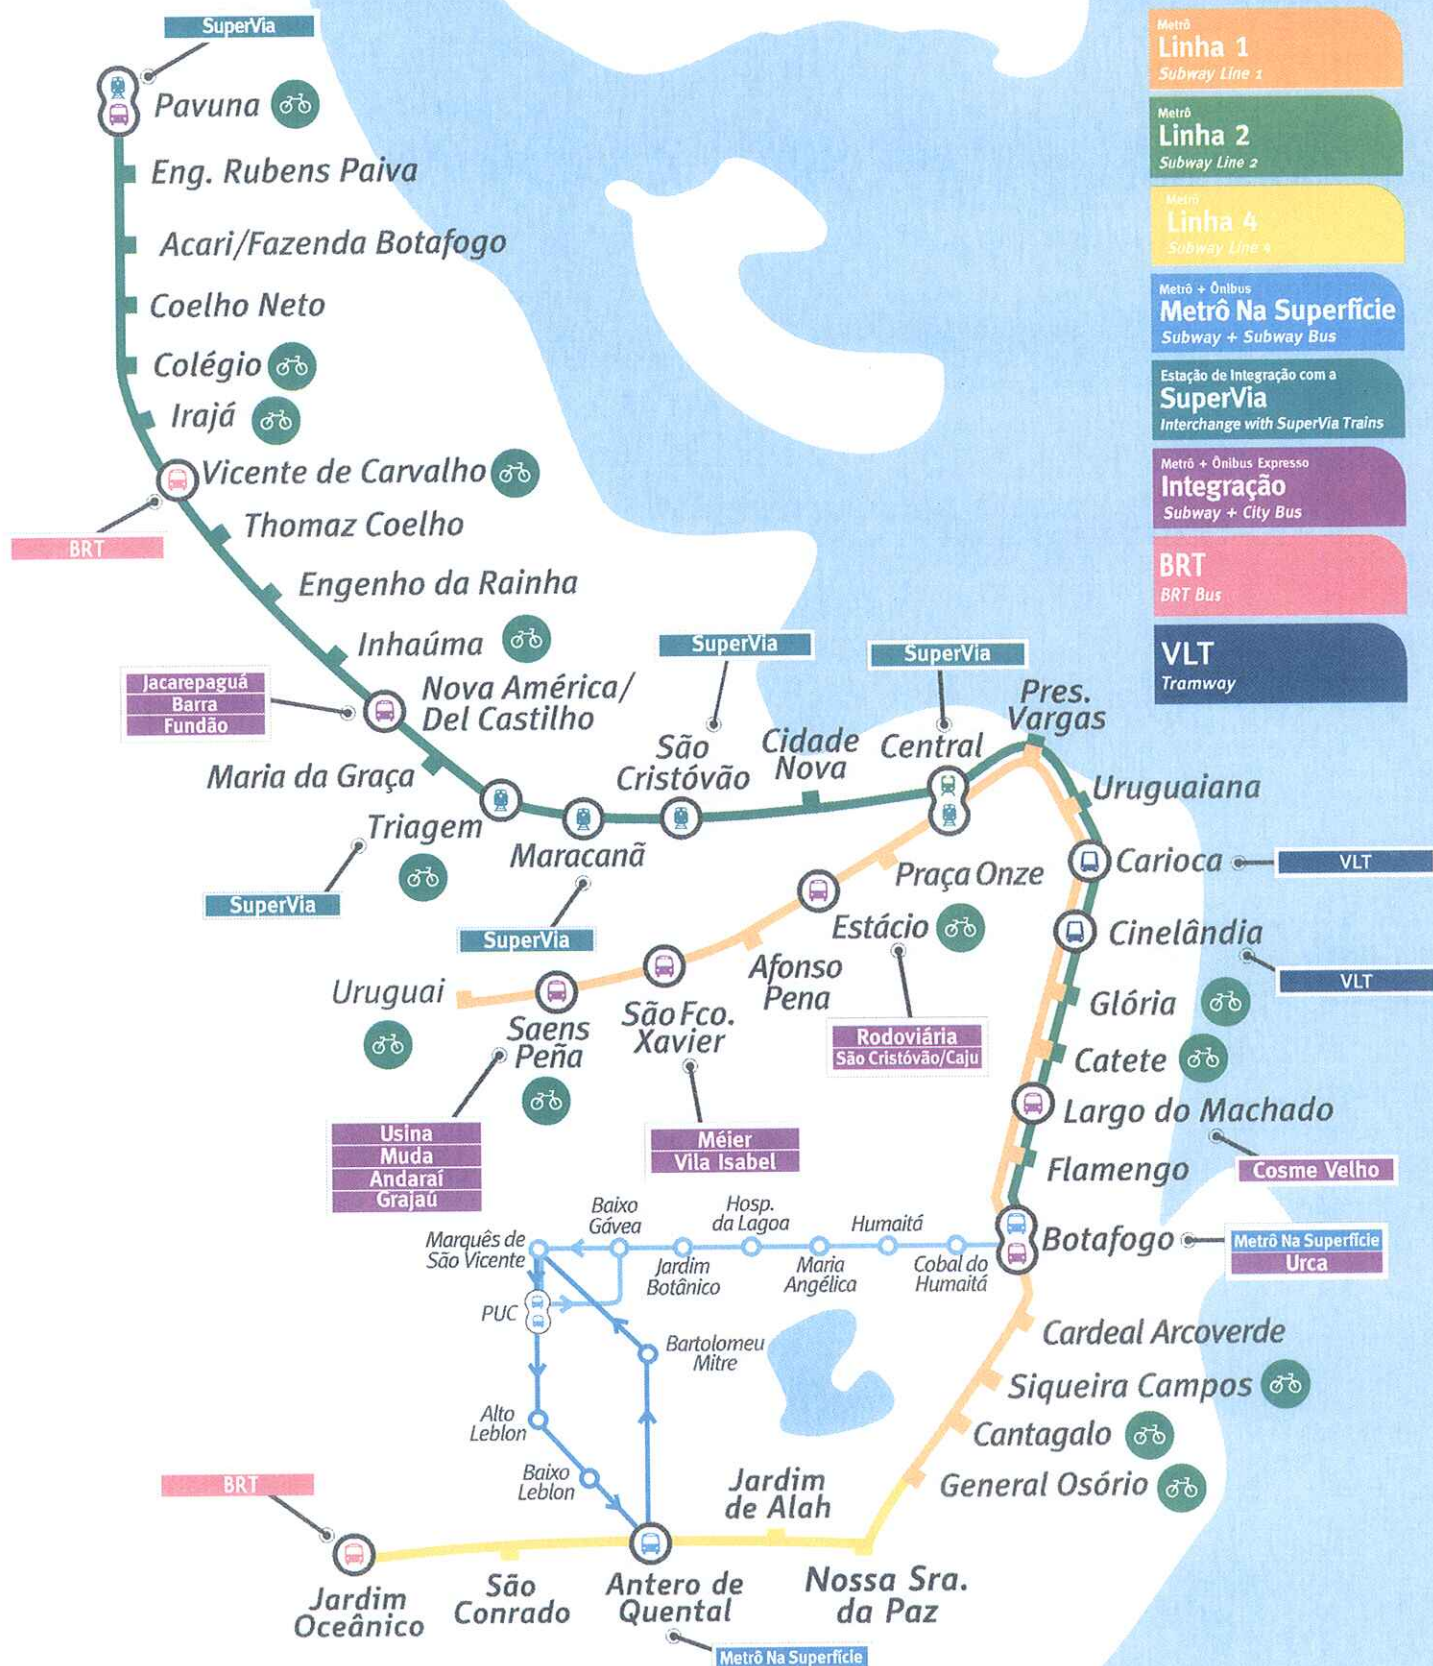 SuperVia
Pavuna
Eng. Rubens Paiva
Acari/Fazenda Botafogo
Coelho Neto
Colégio
Irajá
Vicente de Carvalho
BRT
Thomaz Coelho
Engenho da Rainha
Inhaúma
Jacarepaguá
Barra
Fundão
Nova América/
Del Castilho
Maria da Graça
Triagem
SuperVia
Maracanã
SuperVia
São
Cristóvão
SuperVia
Cidade
Nova
Central
SuperVia
Pres.
Vargas
Uruguaiana
Carioca
VLT
Cinelândia
VLT
Praça Onze
Estácio
Rodoviária
São Cristóvão/Caju
Afonso
Pena
São Fco.
Xavier
Méier
Vila Isabel
Saens
Peña
Usina
Muda
Andaraí
Grajaú
Uruguai
Glória
Catete
Largo do Machado
Cosme Velho
Flamengo
Botafogo
Metrô Na Superfície
Urca
Cobal do
Humaitá
Humaitá
Maria
Angélica
Hosp.
da Lagoa
Jardim
Botânico
Baixo
Gávea
Marquês de
São Vicente
PUC
Bartolomeu
Mitre
Alto
Leblon
Baixo
Leblon
Cardeal Arcoverde
Siqueira Campos
Cantagalo
General Osório
Nossa Sra.
da Paz
Jardim
de Alah
Antero de
Quental
Metrô Na Superfície
São
Conrado
Jardim
Oceânico
BRT
Metrô
Linha 1
Subway Line 1
Metrô
Linha 2
Subway Line 2
Metrô
Linha 4
Subway Line 4
Metrô + Ônibus
Metrô Na Superfície
Subway + Subway Bus
Estação de Integração com a
SuperVia
Interchange with SuperVia Trains
Metrô + Ônibus Expresso
Integração
Subway + City Bus
BRT
BRT Bus
VLT
Tramway